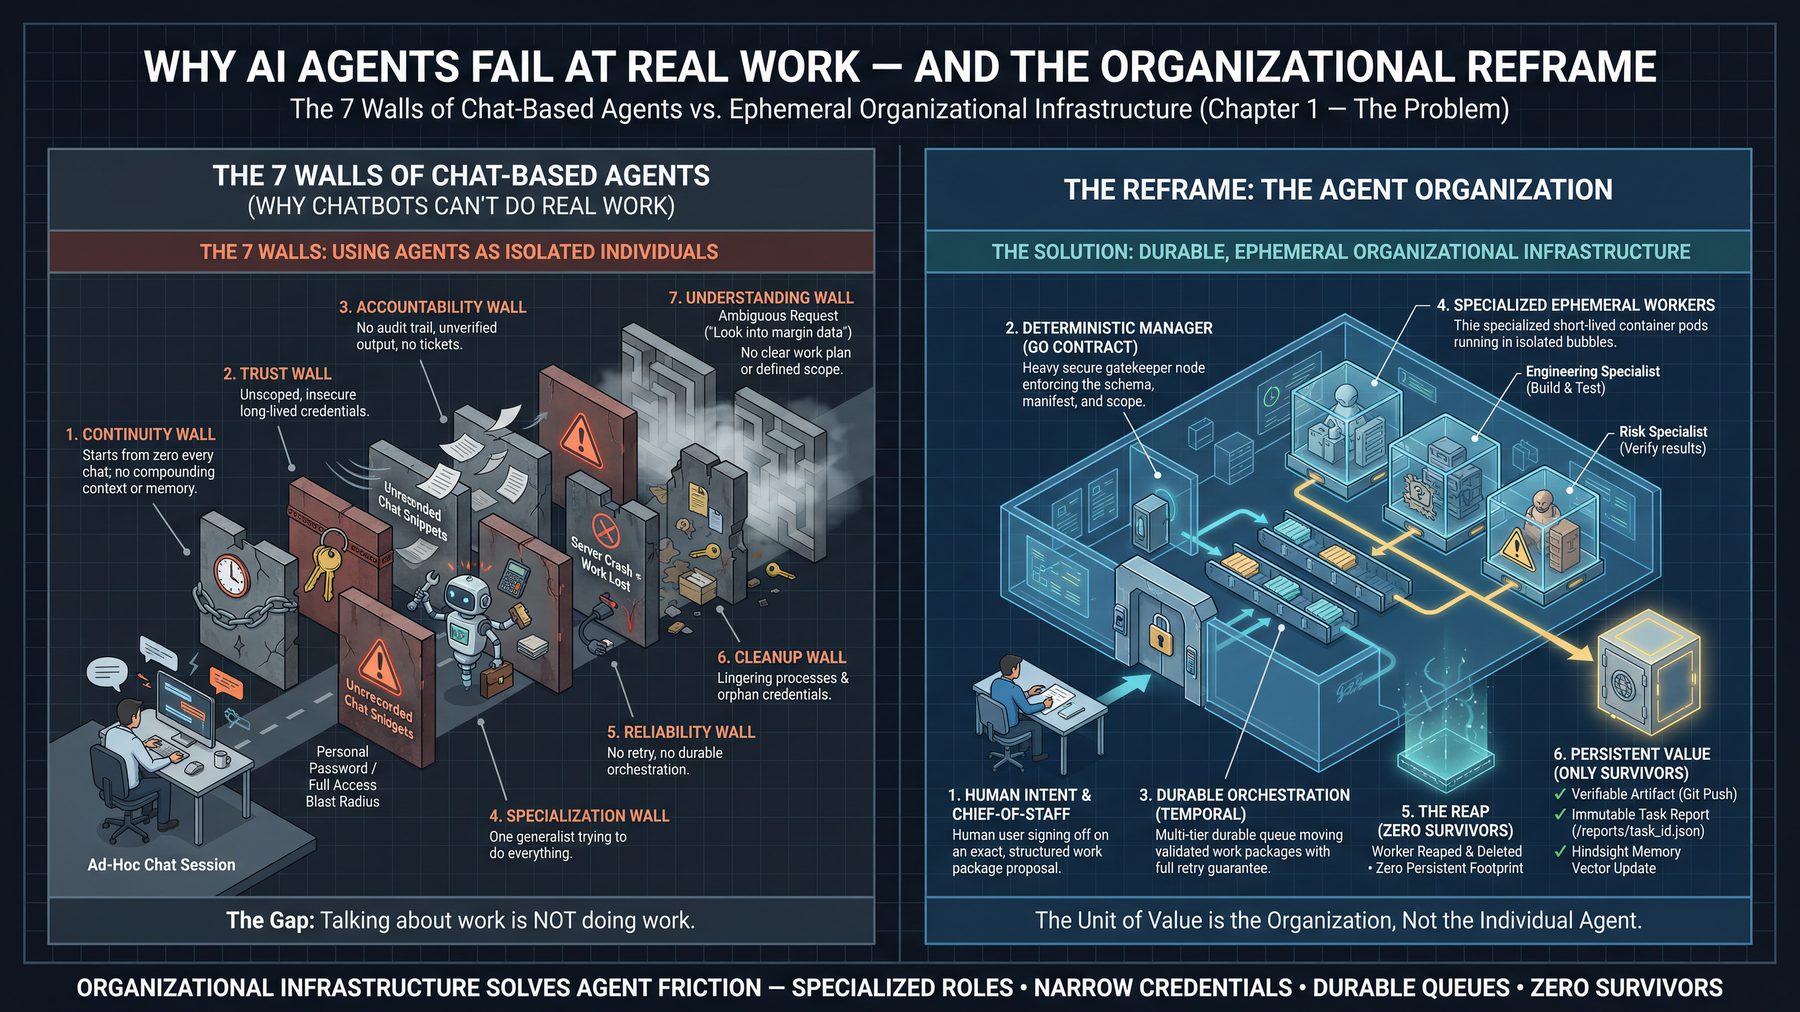 WHY AI AGENTS FAIL AT REAL WORK — AND THE ORGANIZATIONAL REFRAME
The 7 Walls of Chat-Based Agents vs. Ephemeral Organizational Infrastructure (Chapter 1 — The Problem)
THE 7 WALLS OF CHAT-BASED AGENTS
(WHY CHATBOTS CAN'T DO REAL WORK)
THE 7 WALLS: USING AGENTS AS ISOLATED INDIVIDUALS
1. CONTINUITY WALL
Starts from zero every
chat; no compounding
context or memory.
2. TRUST WALL
Unscoped, insecure
long-lived credentials.
3. ACCOUNTABILITY WALL
No audit trail, unverified
output, no tickets.
7. UNDERSTANDING WALL
Ambiguous Request
("Look into margin data")
No clear work plan
or defined scope.
Unreconded
Chat Snippets
Server Crash =
Work Lost
Uncrecorded
Chat Snidgets
Personal
Password /
Full Access
Blast Radius
6. CLEANUP WALL
Lingering processes &
orphan credentials.
5. RELIABILITY WALL
No retry, no durable
orchestration.
4. SPECIALIZATION WALL
One generalist trying to
do everything.
Ad-Hoc Chat Session
The Gap: Talking about work is NOT doing work.
THE REFRAME: THE AGENT ORGANIZATION
THE SOLUTION: DURABLE, EPHEMERAL ORGANIZATIONAL INFRASTRUCTURE
2. DETERMINISTIC MANAGER
(GO CONTRACT)
Heavy secure gatekeeper node
enforcing the schema,
manifest, and scope.
4. SPECIALIZED EPHEMERAL WORKERS
Thie specialized short-lived container pods
running in isolated bubbles.
Engineering Specialist
(Build & Test)
Risk Specialist
(Verify results)
1. HUMAN INTENT &
CHIEF-OF-STAFF
Human user signing off on
an exact, structured work
package proposal.
3. DURABLE ORCHESTRATION
(TEMPORAL)
Multi-tier durable queue moving
validated work packages with
full retry guarantee.
5. THE REAP
(ZERO SURVIVORS)
Worker Reaped & Deleted
• Zero Persistent Footprint
6. PERSISTENT VALUE
(ONLY SURVIVORS)
✓ Verifiable Artifact (Git Push)
✓ Immutable Task Report
(/reports/task_id.json)
✓ Hindsight Memory
Vector Update
The Unit of Value is the Organization, Not the Individual Agent.
ORGANIZATIONAL INFRASTRUCTURE SOLVES AGENT FRICTION — SPECIALIZED ROLES • NARROW CREDENTIALS • DURABLE QUEUES • ZERO SURVIVORS